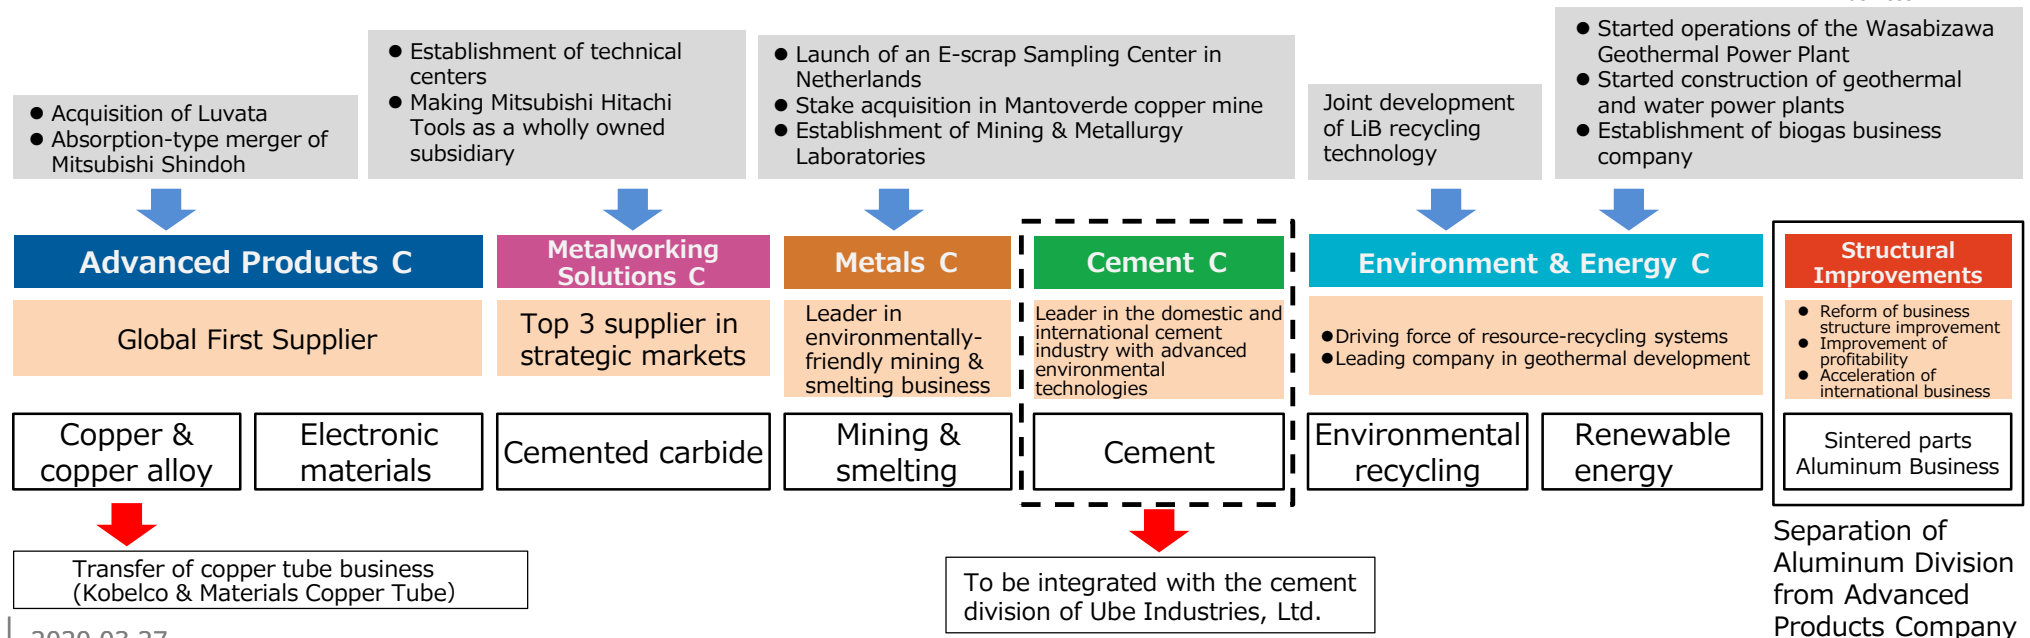 ● Acquisition of Luvata
● Absorption-type merger of
Mitsubishi Shindoh
● Establishment of technical
centers
● Making Mitsubishi Hitachi
Tools as a wholly owned
subsidiary
● Launch of an E-scrap Sampling Center in
Netherlands
● Stake acquisition in Mantoverde copper mine
● Establishment of Mining & Metallurgy
Laboratories
Joint development
of LiB recycling
technology
● Started operations of the Wasabizawa
Geothermal Power Plant
● Started construction of geothermal
and water power plants
● Establishment of biogas business
company
Advanced Products C
Metalworking
Solutions C
Metals C
Cement C
Environment & Energy C
Structural
Improvements
Global First Supplier
Top 3 supplier in
strategic markets
Leader in
environmentally-
friendly mining &
smelting business
Leader in the domestic and
international cement
industry with advanced
environmental
technologies
●Driving force of resource-recycling systems
●Leading company in geothermal development
● Reform of business
structure improvement
● Improvement of
profitability
● Acceleration of
international business
Copper &
copper alloy
Electronic
materials
Cemented carbide
Mining &
smelting
Cement
Environmental
recycling
Renewable
energy
Sintered parts
Aluminum Business
Transfer of copper tube business
(Kobelco & Materials Copper Tube)
To be integrated with the cement
division of Ube Industries, Ltd.
Separation of
Aluminum Division
from Advanced
Products Company
2020.03.27